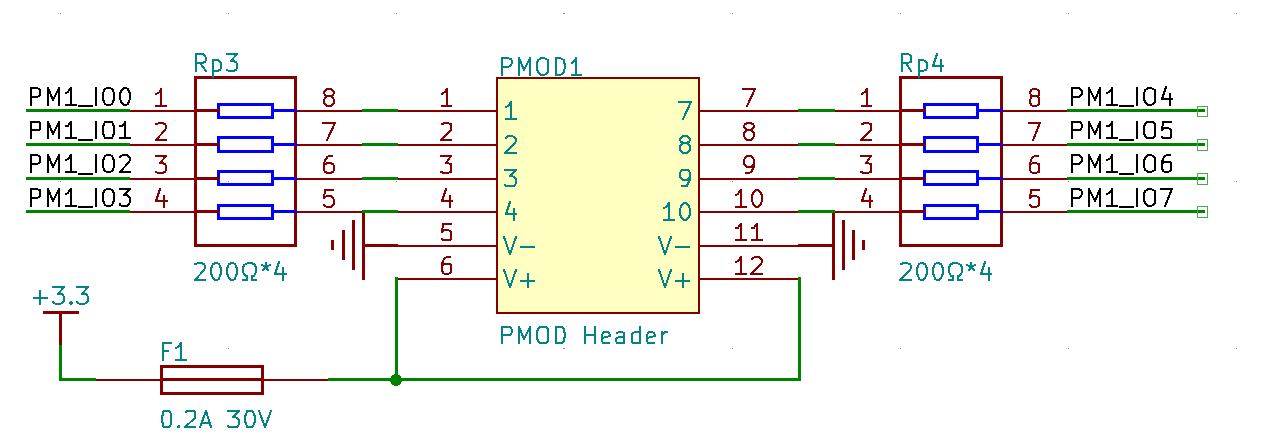 Rp3 PMOD1 Rp4
PM1_IO0 1 8 1 1 7 7 1 8 PM1_IO4
PM1_IO1 2 7 2 2 8 8 2 7 PM1_IO5
PM1_IO2 3 6 3 3 9 9 3 6 PM1_IO6
PM1_IO3 4 5 4 4 10 10 4 5 PM1_IO7
5 V- V- 11
6 V+ V+ 12
200Ω*4 200Ω*4
+3.3
PMOD Header
F1
0.2A 30V